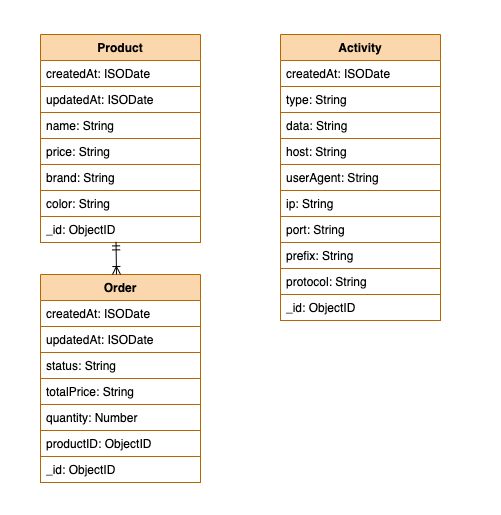 Product
createdAt: ISODate
updatedAt: ISODate
name: String
price: String
brand: String
color: String
_id: ObjectID
Order
createdAt: ISODate
updatedAt: ISODate
status: String
totalPrice: String
quantity: Number
productID: ObjectID
_id: ObjectID
Activity
createdAt: ISODate
type: String
data: String
host: String
userAgent: String
ip: String
port: String
prefix: String
protocol: String
_id: ObjectID